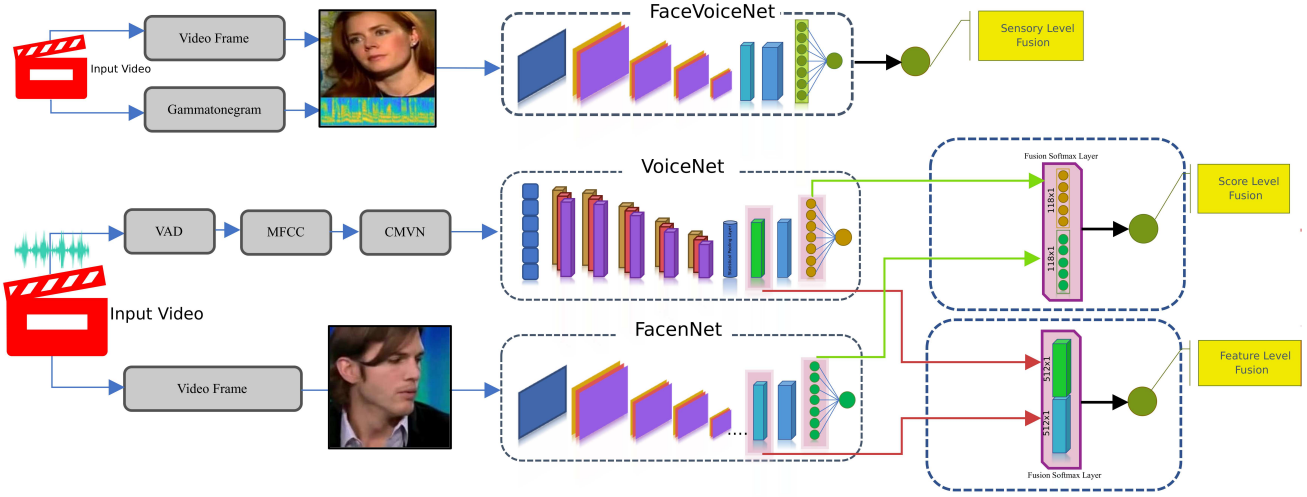 FaceVoiceNet
Video Frame
Input Video
Gammatonegram
Sensory Level
Fusion
VoiceNet
VAD
MFCC
CMVN
Fusion Softmax Layer
118x1
118x1
Score Level
Fusion
Input Video
FacenNet
Video Frame
....
512x1
512x1
Fusion Softmax Layer
Feature Level
Fusion